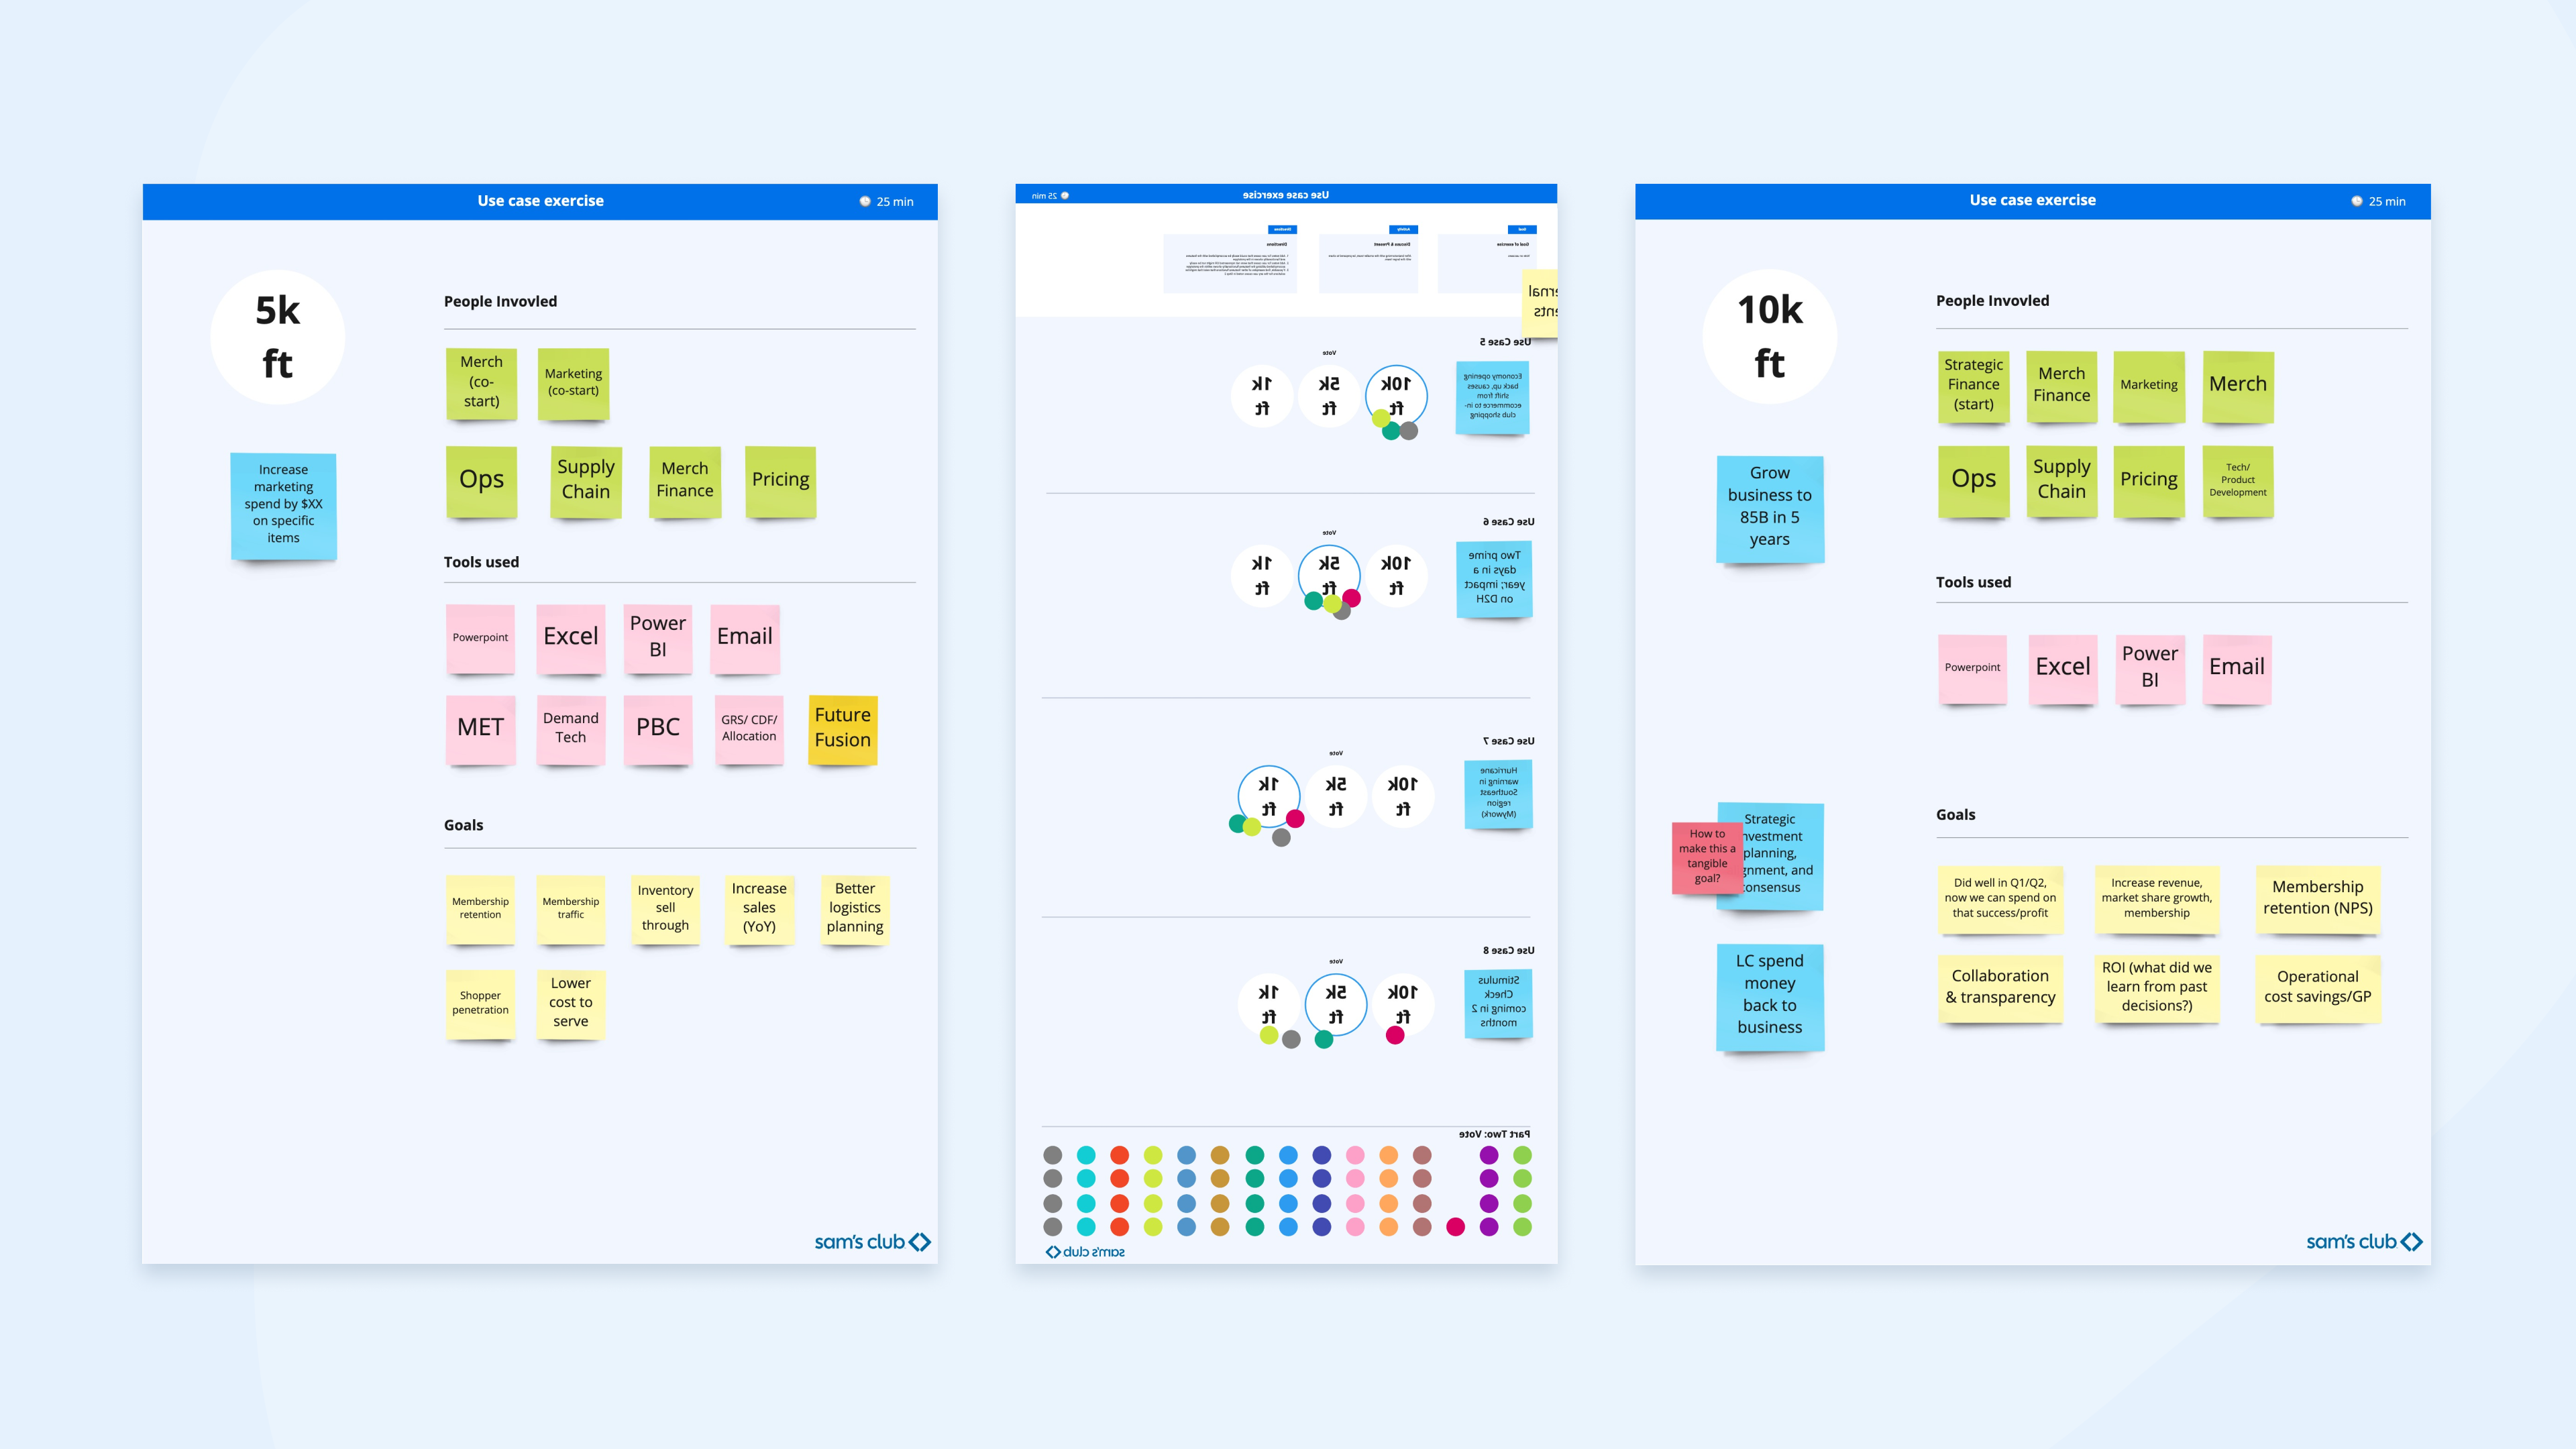 Use case exercise
25 min
5k
ft
Increase
marketing
spend by $XX
on specific
items
People Invovled
Merch
(co-
start)
Marketing
(co-start)
Ops
Supply
Chain
Merch
Finance
Pricing
Tools used
Powerpoint
Excel
Power
BI
Email
MET
Demand
Tech
PBC
GRS/ CDF/
Allocation
Future
Fusion
Goals
Membership
retention
Membership
traffic
Inventory
sell
through
Increase
sales
(YoY)
Better
logistics
planning
Shopper
penetration
Lower
cost to
serve
sam's club
Use case exercise
25 min
Goal
Goal of exercise
Activity
Discuss & Present
Directions
Directions
Use Case 5
Economy opening
back up, causes
shift from
ecommerce to in-
club shopping
Vote
10k
ft
5k
ft
1k
ft
Use Case 6
Two prime
days in a
year; impact
on D2H
Vote
10k
ft
5k
ft
1k
ft
Use Case 7
Hurricane
warning in
Southeast
region
(Mywork)
Vote
10k
ft
5k
ft
1k
ft
Use Case 8
Stimulus
Check
coming in 2
months
Vote
10k
ft
5k
ft
1k
ft
Part Two: Vote
sam's club
Use case exercise
25 min
10k
ft
Grow
business to
85B in 5
years
How to
make this a
tangible
goal?
Strategic
nvestment
planning,
gnment, and
onsensus
LC spend
money
back to
business
People Invovled
Strategic
Finance
(start)
Merch
Finance
Marketing
Merch
Ops
Supply
Chain
Pricing
Tech/
Product
Development
Tools used
Powerpoint
Excel
Power
BI
Email
Goals
Did well in Q1/Q2,
now we can spend on
that success/profit
Increase revenue,
market share growth,
membership
Membership
retention (NPS)
Collaboration
& transparency
ROI (what did we
learn from past
decisions?)
Operational
cost savings/GP
sam's club